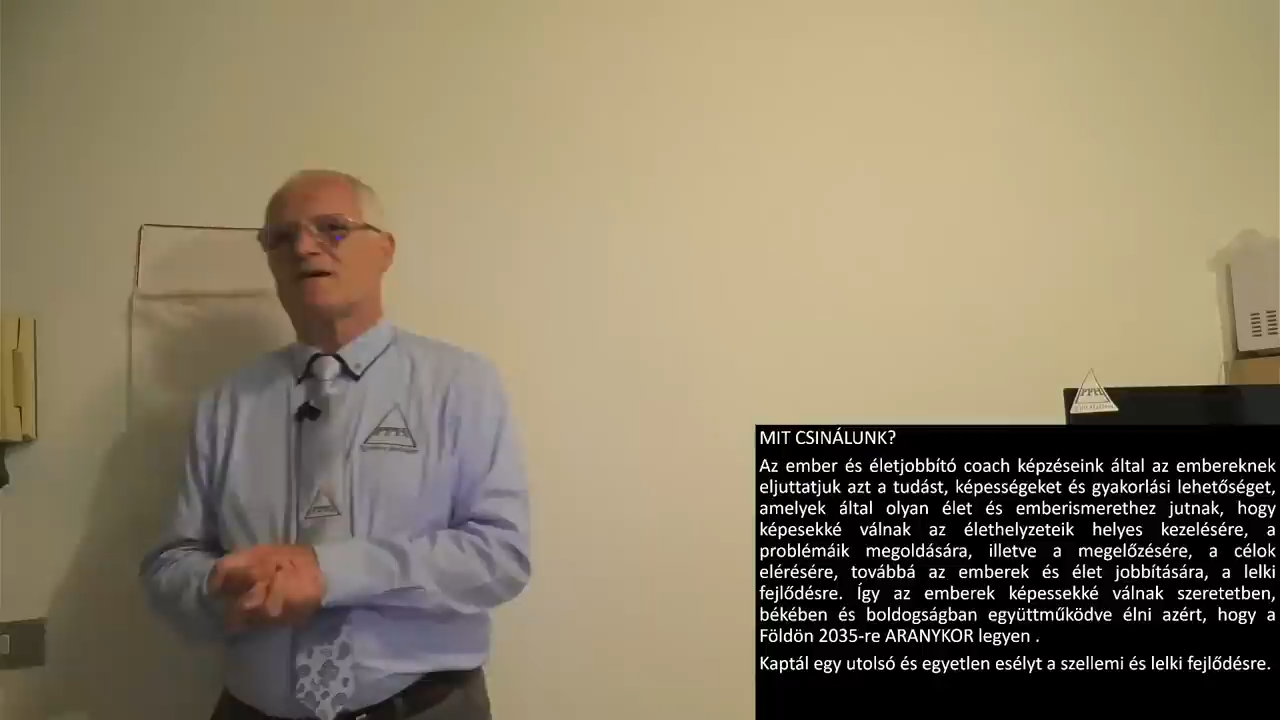 MIT CSINÁLUNK?
Az ember és életjobbító coach képzéseink által az embereknek
eljuttatjuk azt a tudást, képességeket és gyakorlási lehetőséget,
amelyek által olyan élet és emberismerethez jutnak, hogy
képesekké válnak az élethelyzeteik helyes kezelésére, a
problémáik megoldására, illetve a megelőzésére, a célok
elérésére, továbbá az emberek és élet jobbítására, a lelki
fejlődésre. Így az emberek képessekké válnak szeretetben,
békében és boldogságban együttműködve élni azért, hogy a
Földön 2035-re ARANYKOR legyen .
Kaptál egy utolsó és egyetlen esélyt a szellemi és lelki fejlődésre.